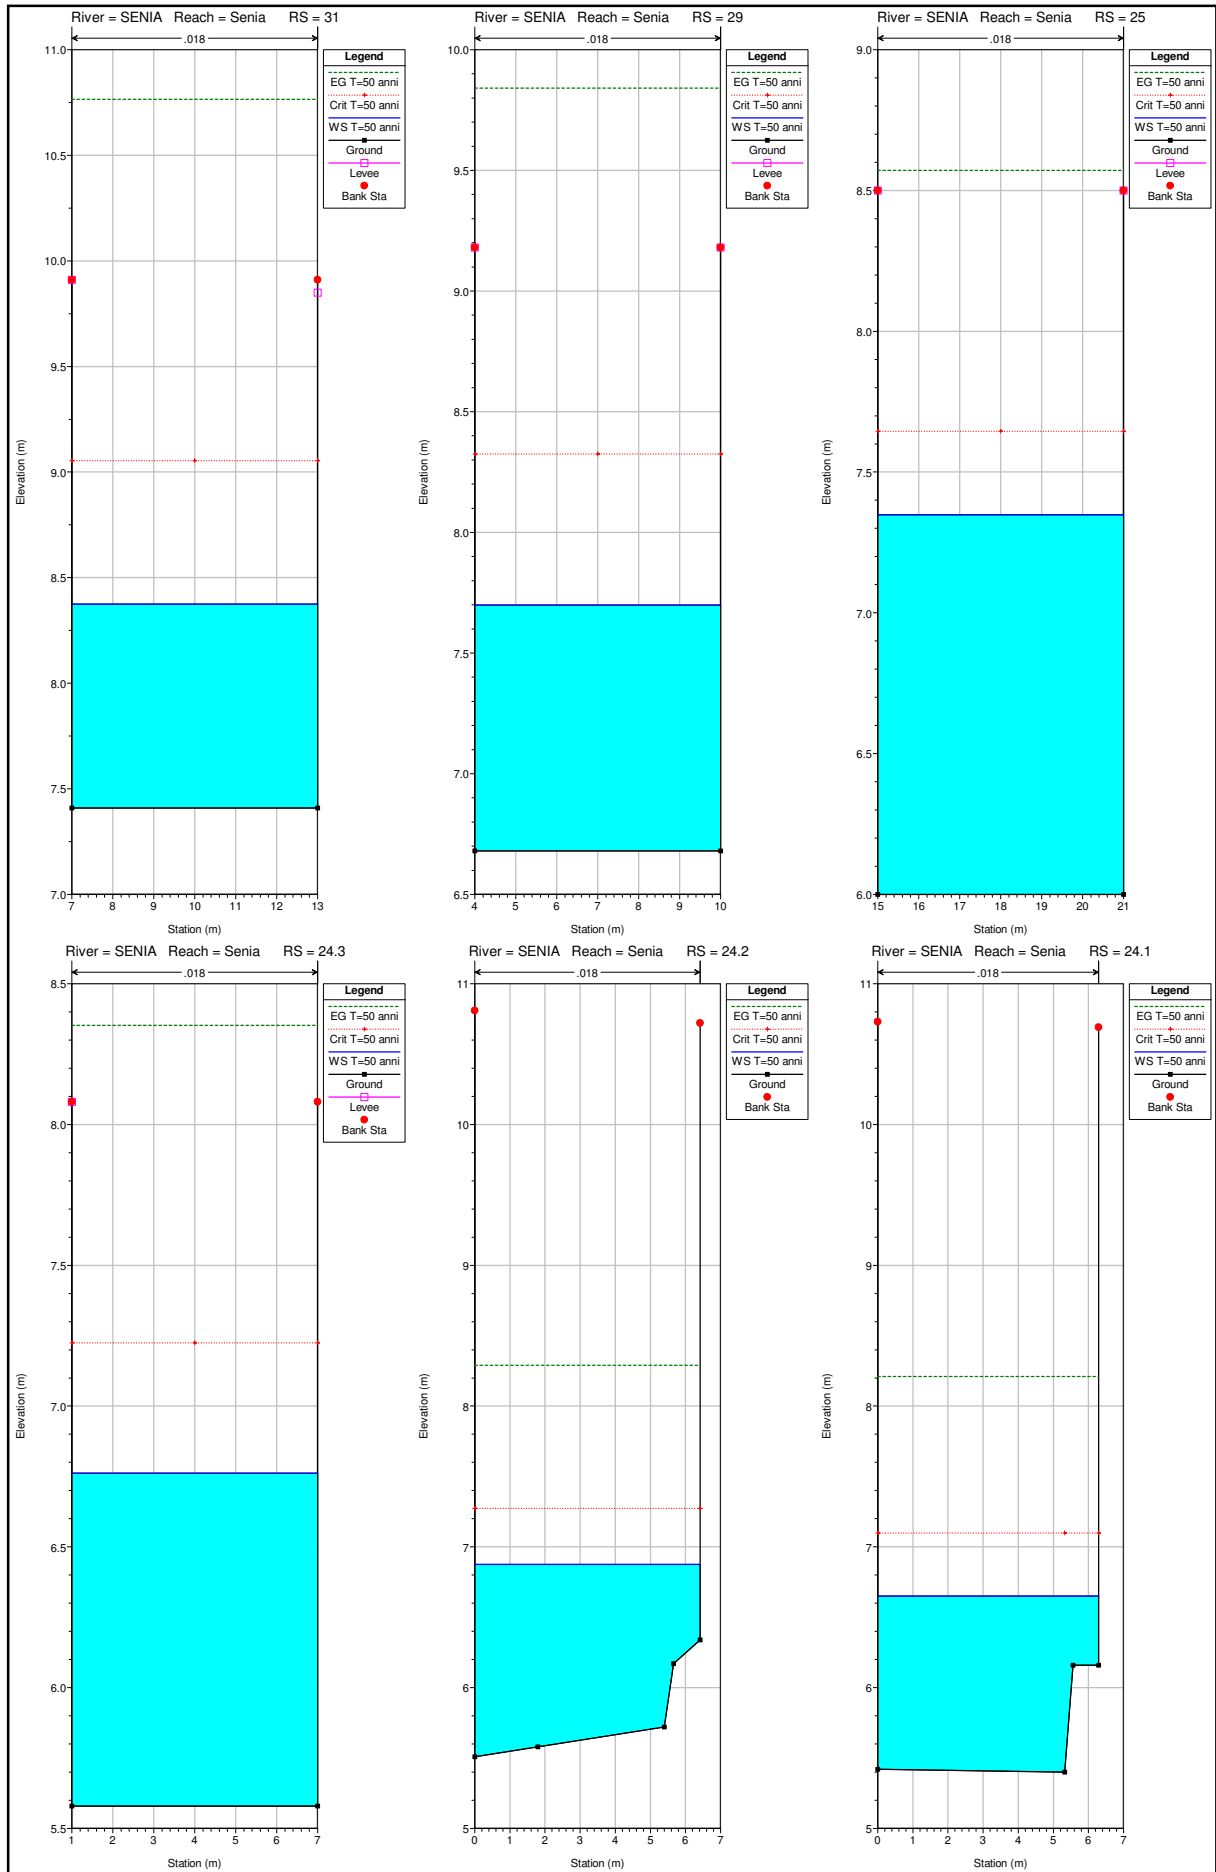 River = SENIA Reach = Senia RS = 31
.018
11.0
10.5
10.0
9.5
9.0
8.5
8.0
7.5
7.0
Elevation (m)
7 8 9 10 11 12 13
Station (m)
Legend
EG T=50 anni
Crit T=50 anni
WS T=50 anni
Ground
Levee
Bank Sta
River = SENIA Reach = Senia RS = 29
.018
10.0
9.5
9.0
8.5
8.0
7.5
7.0
6.5
Elevation (m)
4 5 6 7 8 9 10
Station (m)
Legend
EG T=50 anni
Crit T=50 anni
WS T=50 anni
Ground
Levee
Bank Sta
River = SENIA Reach = Senia RS = 25
.018
9.0
8.5
8.0
7.5
7.0
6.5
6.0
Elevation (m)
15 16 17 18 19 20 21
Station (m)
Legend
EG T=50 anni
Crit T=50 anni
WS T=50 anni
Ground
Levee
Bank Sta
River = SENIA Reach = Senia RS = 24.3
.018
8.5
8.0
7.5
7.0
6.5
6.0
5.5
Elevation (m)
1 2 3 4 5 6 7
Station (m)
Legend
EG T=50 anni
Crit T=50 anni
WS T=50 anni
Ground
Levee
Bank Sta
River = SENIA Reach = Senia RS = 24.2
.018
11
10
9
8
7
6
5
Elevation (m)
0 1 2 3 4 5 6 7
Station (m)
Legend
EG T=50 anni
Crit T=50 anni
WS T=50 anni
Ground
Bank Sta
River = SENIA Reach = Senia RS = 24.1
.018
11
10
9
8
7
6
5
Elevation (m)
0 1 2 3 4 5 6 7
Station (m)
Legend
EG T=50 anni
Crit T=50 anni
WS T=50 anni
Ground
Bank Sta